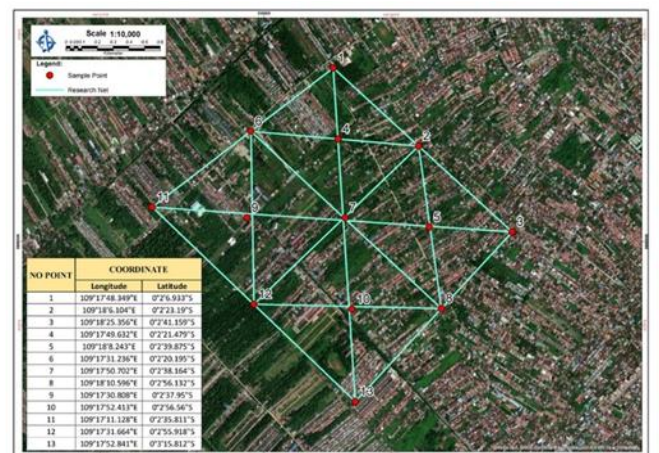 Scale 1:10,000
Legend:
Sample Point
Research Net
1
6
4
2
11
9
7
5
3
12
10
8
13
NO POINT COORDINATE
Longitude Latitude
1 109°17'48.349"E 0°2'6.933"S
2 109°18'6.104"E 0°2'23.19"S
3 109°18'25.356"E 0°2'41.159"S
4 109°17'49.632"E 0°2'21.479"S
5 109°18'8.243"E 0°2'39.875"S
6 109°17'31.236"E 0°2'20.195"S
7 109°17'50.702"E 0°2'38.164"S
8 109°18'10.596"E 0°2'56.132"S
9 109°17'30.808"E 0°2'37.95"S
10 109°17'52.413"E 0°2'56.56"S
11 109°17'11.128"E 0°2'35.811"S
12 109°17'31.664"E 0°2'55.918"S
13 109°17'52.841"E 0°3'15.812"S